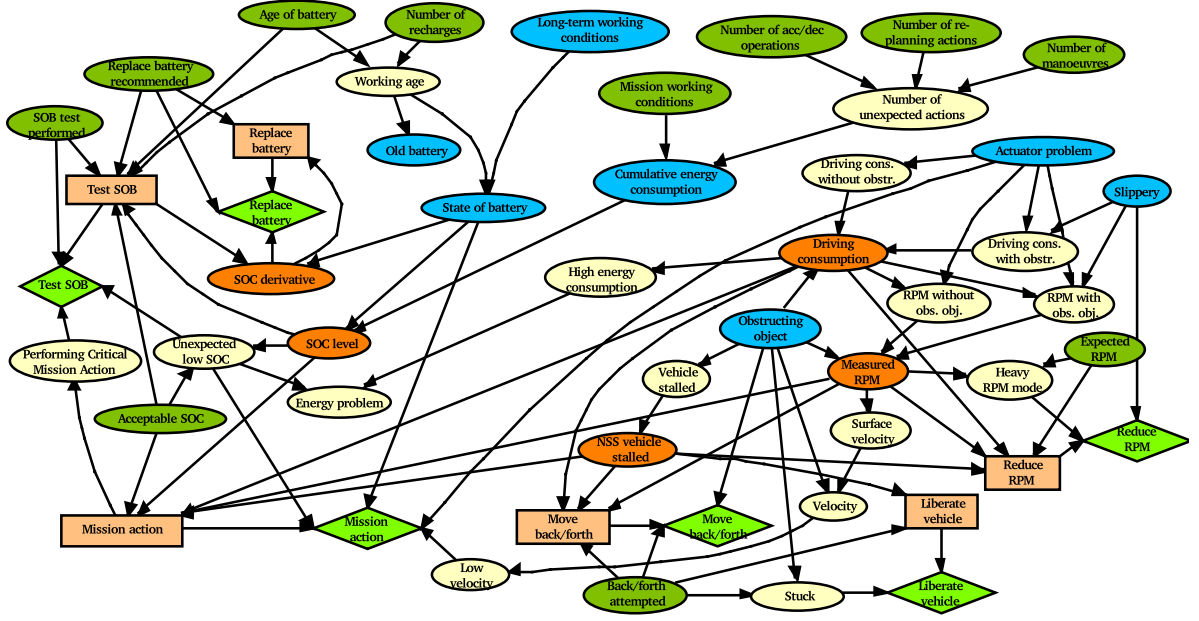 Age of battery
Number of
recharges
Long-term working
conditions
Number of acc/dec
operations
Number of re-
planning actions
Number of
manoeuvres
Replace battery
recommended
Working age
Mission working
conditions
Number of
unexpected actions
SOB test
performed
Replace
battery
Old battery
Actuator problem
Driving cons.
without obstr.
Cumulative energy
consumption
Slippery
Test SOB
Replace
battery
State of battery
Driving
consumption
Driving cons.
with obstr.
SOC derivative
High energy
consumption
Test SOB
RPM without
obs. obj.
RPM with
obs. obj.
Obstructing
object
Performing Critical
Mission Action
Unexpected
low SOC
SOC level
Expected
RPM
Vehicle
stalled
Measured
RPM
Heavy
RPM mode
Energy problem
Acceptable SOC
Surface
velocity
Reduce
RPM
NSS vehicle
stalled
Reduce
RPM
Velocity
Liberate
vehicle
Mission action
Mission
action
Move
back/forth
Move
back/forth
Low
velocity
Back/forth
attempted
Stuck
Liberate
vehicle